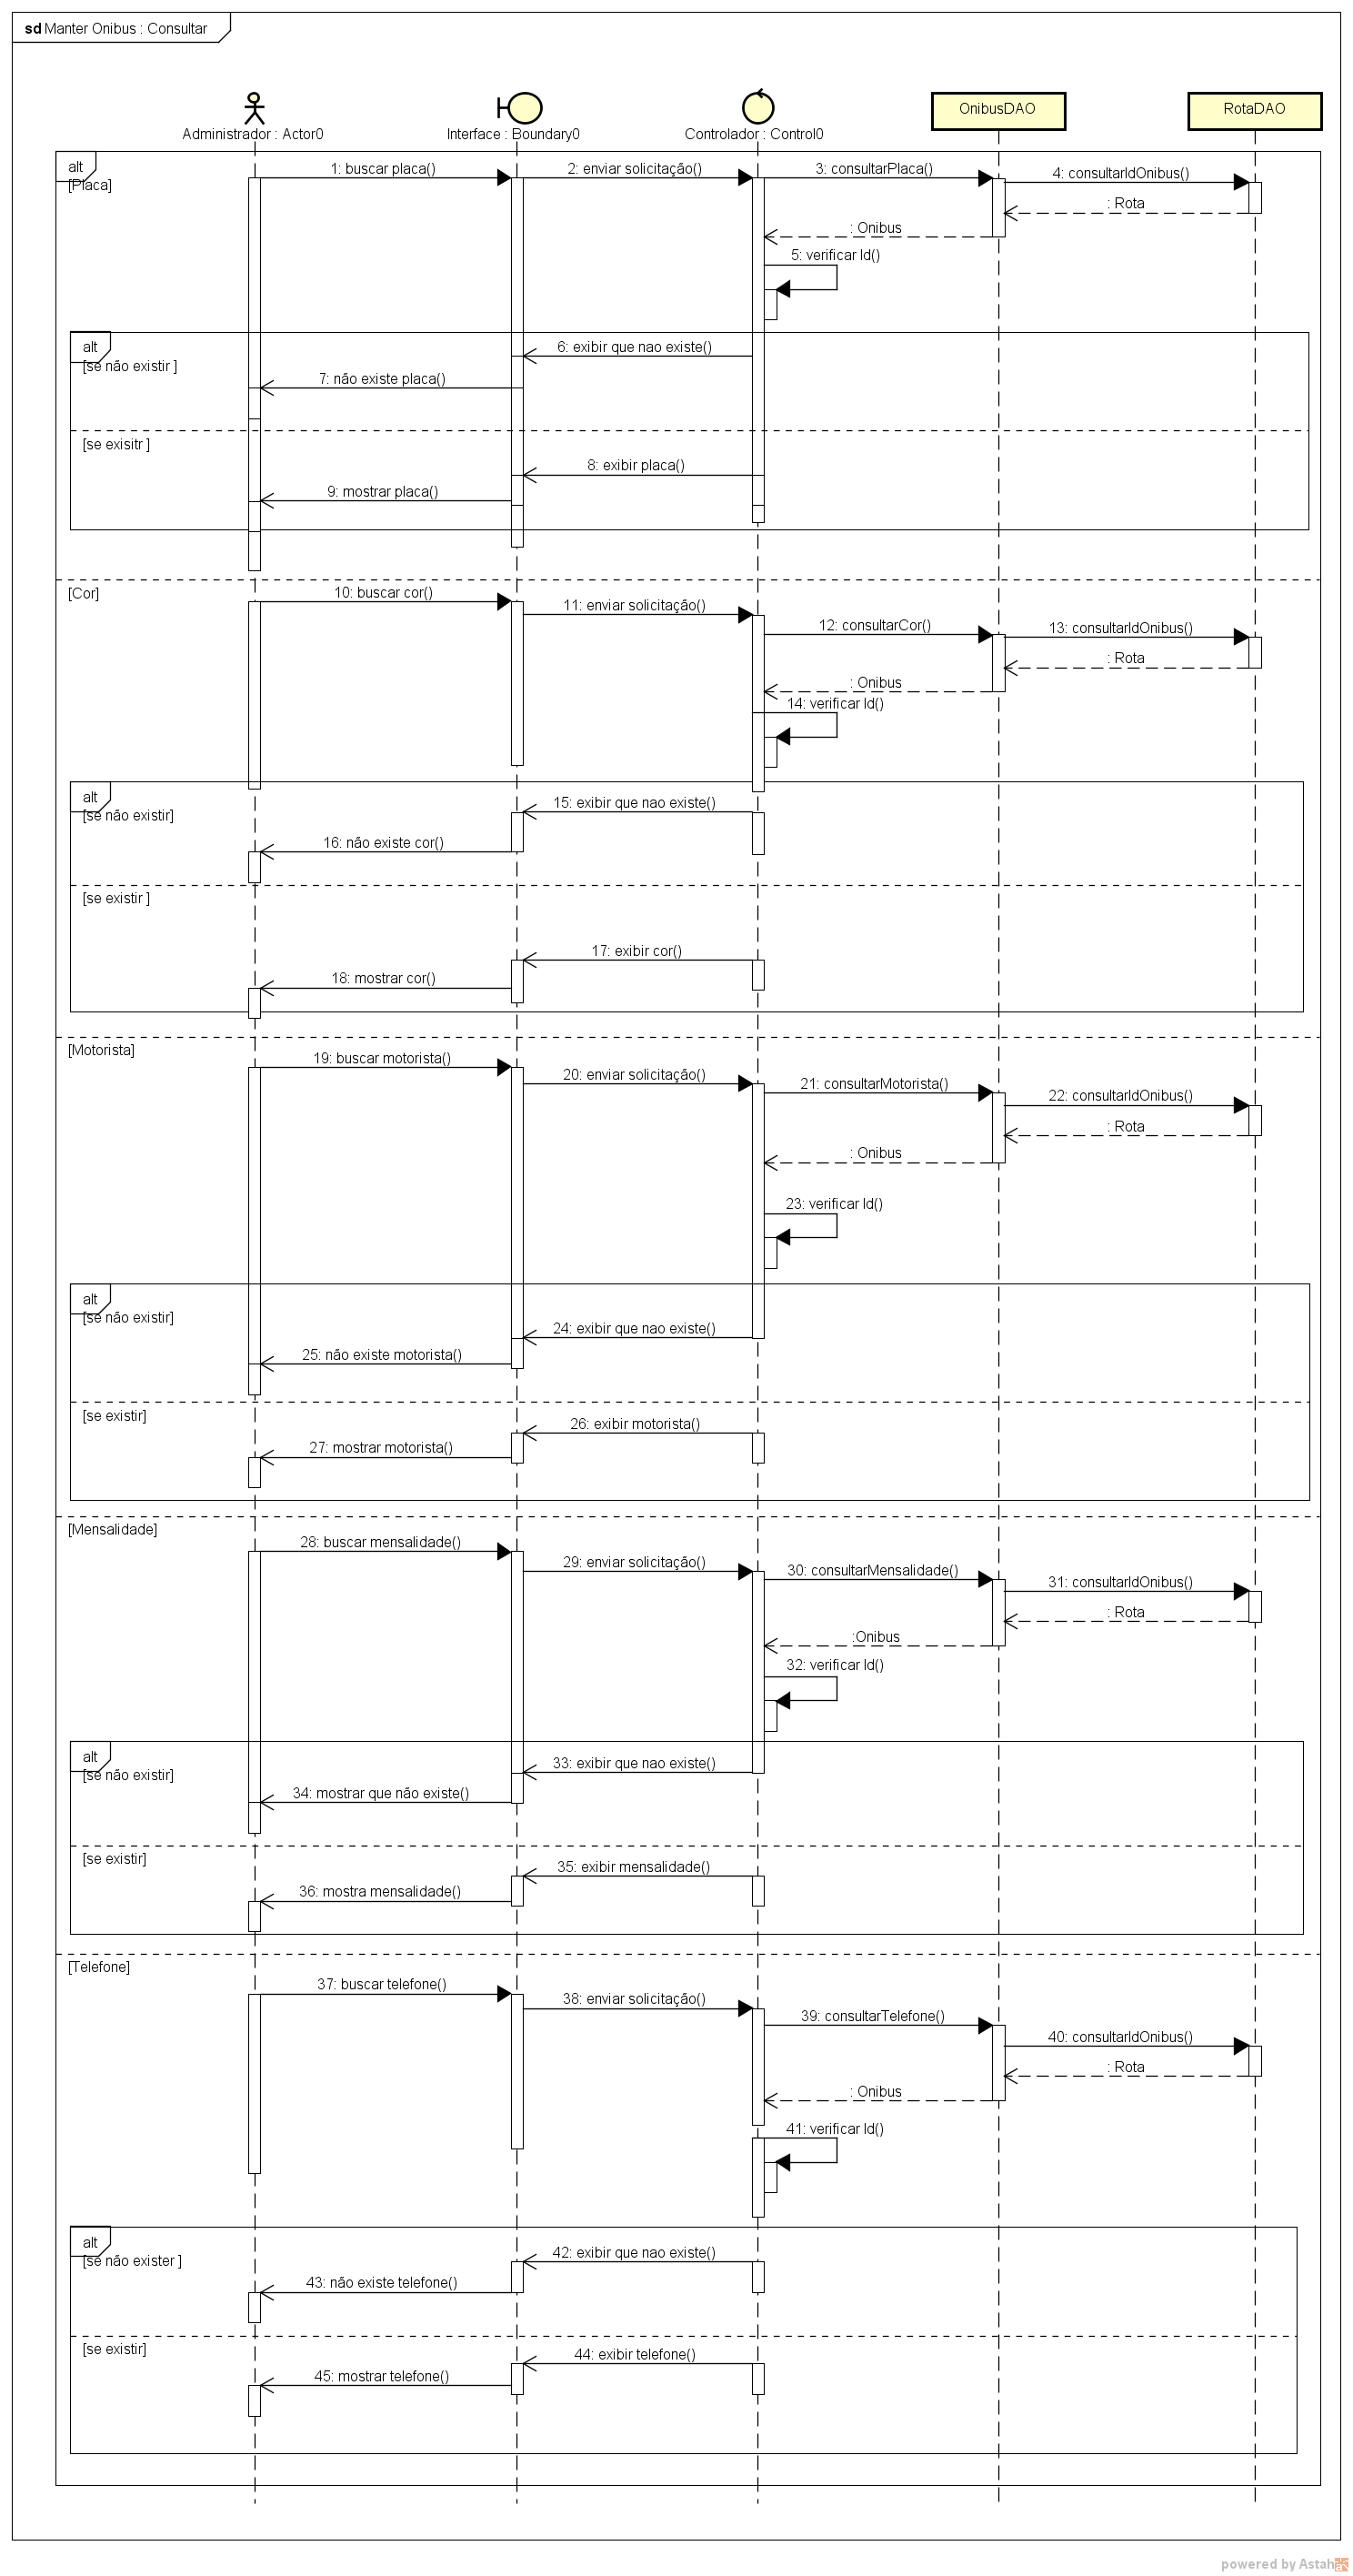 sd Manter Onibus : Consultar
Administrador : Actor0
Interface : Boundary0
Controlador : Control0
OnibusDAO
RotaDAO
alt
[Placa]
1: buscar placa()
2: enviar solicitação()
3: consultarPlaca()
4: consultarIdOnibus()
: Rota
: Onibus
5: verificar Id()
alt
[se não existir ]
6: exibir que nao existe()
7: não existe placa()
[se exisitr ]
8: exibir placa()
9: mostrar placa()
[Cor]
10: buscar cor()
11: enviar solicitação()
12: consultarCor()
13: consultarIdOnibus()
: Rota
: Onibus
14: verificar Id()
alt
[se não existir]
15: exibir que nao existe()
16: não existe cor()
[se existir ]
17: exibir cor()
18: mostrar cor()
[Motorista]
19: buscar motorista()
20: enviar solicitação()
21: consultarMotorista()
22: consultarIdOnibus()
: Rota
: Onibus
23: verificar Id()
alt
[se não existir]
24: exibir que nao existe()
25: não existe motorista()
[se existir]
26: exibir motorista()
27: mostrar motorista()
[Mensalidade]
28: buscar mensalidade()
29: enviar solicitação()
30: consultarMensalidade()
31: consultarIdOnibus()
: Rota
:Onibus
32: verificar Id()
alt
[se não existir]
33: exibir que nao existe()
34: mostrar que não existe()
[se existir]
35: exibir mensalidade()
36: mostra mensalidade()
[Telefone]
37: buscar telefone()
38: enviar solicitação()
39: consultarTelefone()
40: consultarIdOnibus()
: Rota
: Onibus
41: verificar Id()
alt
[se não exister ]
42: exibir que nao existe()
43: não existe telefone()
[se existir]
44: exibir telefone()
45: mostrar telefone()
powered by Astah